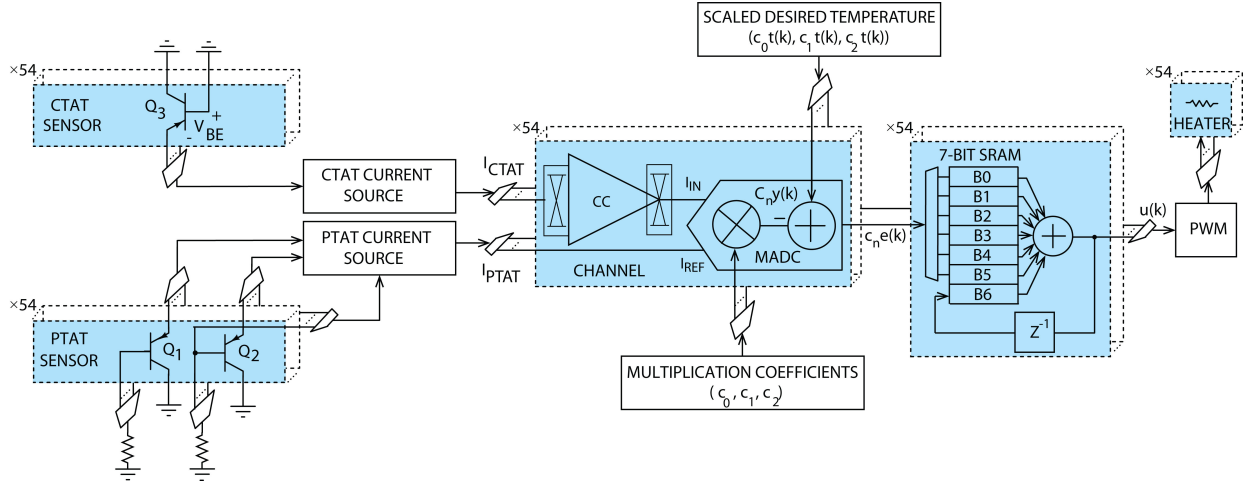 SCALED DESIRED TEMPERATURE
(c0t(k), c1t(k), c2t(k))
×54
CTAT
SENSOR
Q3
+
VBE
-
CTAT CURRENT
SOURCE
ICTAT
PTAT CURRENT
SOURCE
IPTAT
×54
PTAT
SENSOR
Q1
Q2
×54
CC
CHANNEL
IIN
IREF
Cny(k)
−
+
MADC
cne(k)
MULTIPLICATION COEFFICIENTS
(c0, c1, c2)
×54
7-BIT SRAM
B0
B1
B2
B3
B4
B5
B6
+
Z-1
u(k)
PWM
×54
HEATER